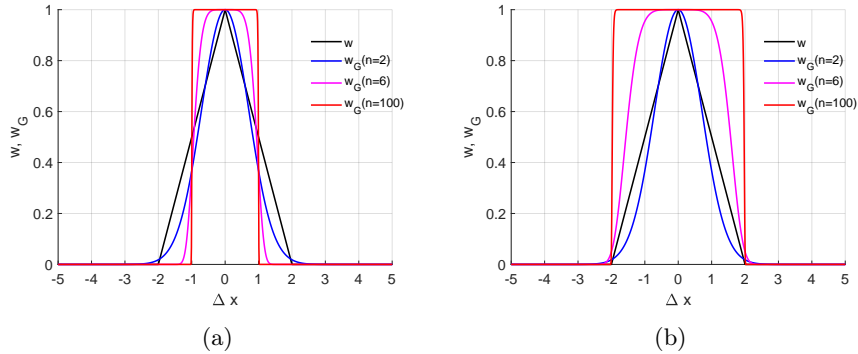 1
0.8
0.6
0.4
0.2
0
w, w_G
-5 -4 -3 -2 -1 0 1 2 3 4 5
Δ x
w
w_G(n=2)
w_G(n=6)
w_G(n=100)
(a)
1
0.8
0.6
0.4
0.2
0
w, w_G
-5 -4 -3 -2 -1 0 1 2 3 4 5
Δ x
w
w_G(n=2)
w_G(n=6)
w_G(n=100)
(b)